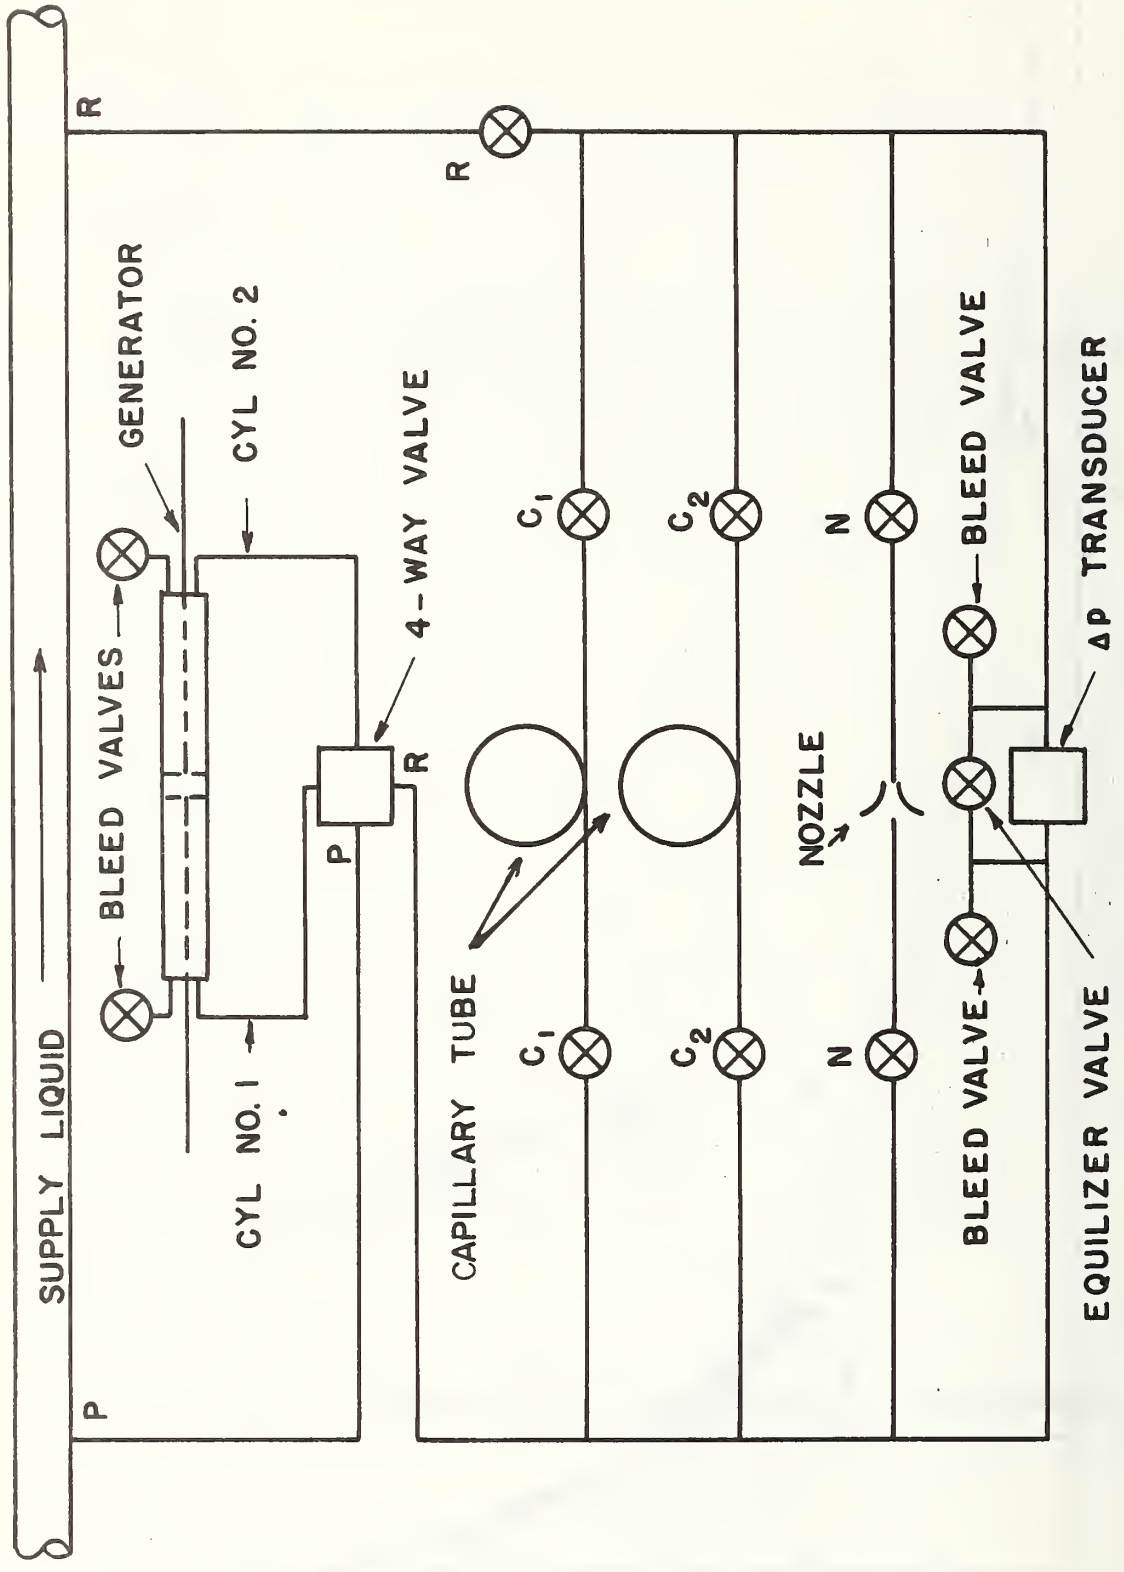 SUPPLY LIQUID
P
R
BLEED VALVES
GENERATOR
CYL NO. 1
CYL NO. 2
P
R
4-WAY VALVE
R
CAPILLARY TUBE
C1
C1
C2
C2
NOZZLE
N
N
BLEED VALVE
BLEED VALVE
EQUILIZER VALVE
Δp TRANSDUCER